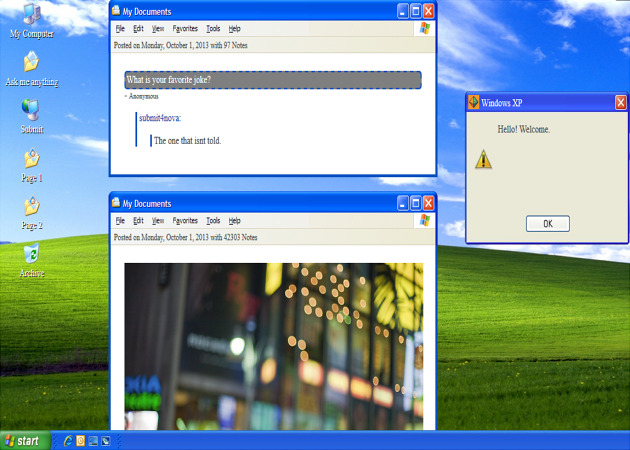 My Computer
Ask me anything
Submit
Page 1
Page 2
Archive
My Documents
File Edit View Favorites Tools Help
Posted on Monday, October 1, 2013 with 97 Notes
What is your favorite joke?
- Anonymous
submit4nova:
The one that isnt told.
My Documents
File Edit View Favorites Tools Help
Posted on Monday, October 1, 2013 with 42303 Notes
Windows XP
Hello! Welcome.
OK
start